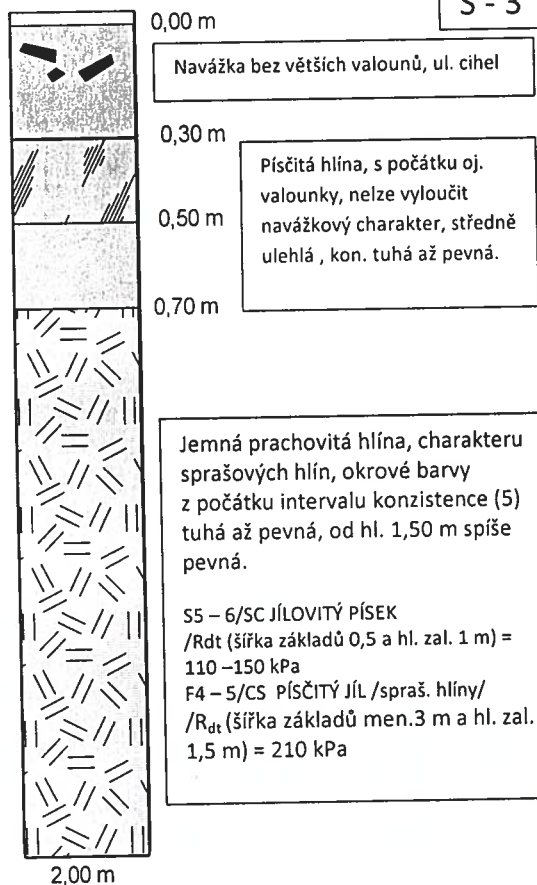 S - 3
0,00 m
Navážka bez větších valounů, ul. cihel
0,30 m
Písčitá hlína, s počátku oj.
valounky, nelze vyloučit
navážkový charakter, středně
ulehlá , kon. tuhá až pevná.
0,50 m
0,70 m
Jemná prachovitá hlína, charakteru
sprašových hlín, okrové barvy
z počátku intervalu konzistence (5)
tuhá až pevná, od hl. 1,50 m spíše
pevná.
S5 – 6/SC JÍLOVITÝ PÍSEK
/Rdt (šířka základů 0,5 a hl. zal. 1 m) =
110 –150 kPa
F4 – 5/CS PÍSČITÝ JÍL /spraš. hlíny/
/Rdt (šířka základů men.3 m a hl. zal.
1,5 m) = 210 kPa
2,00 m